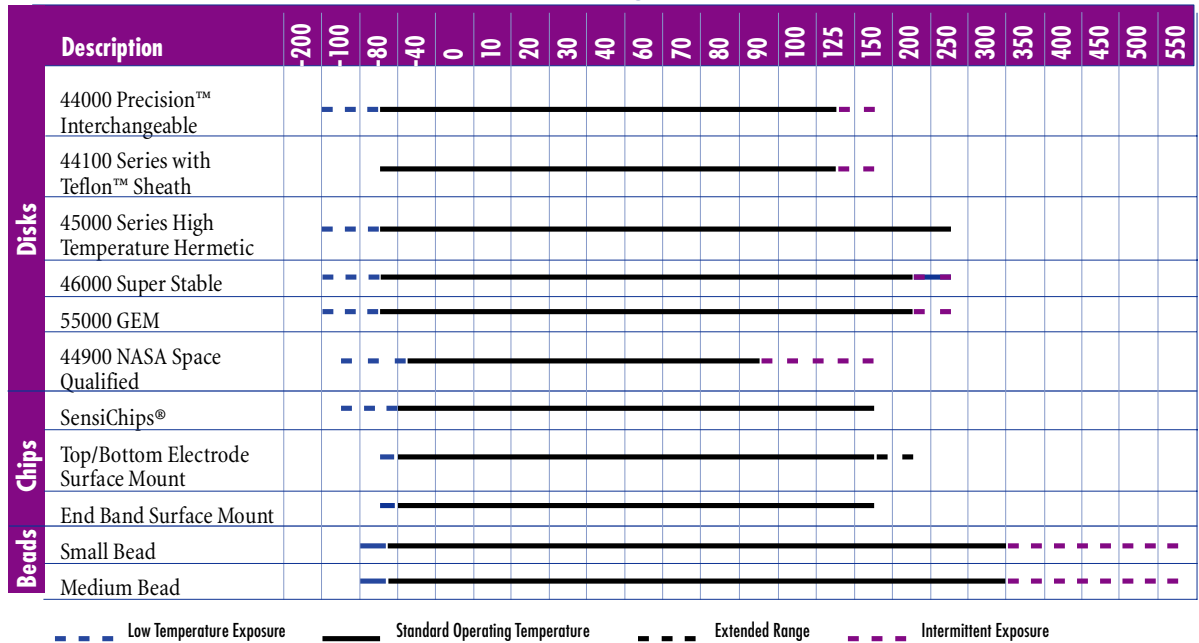 Description -200 -100 -80 -40 0 10 20 30 40 60 70 80 90 100 125 150 200 250 300 350 400 450 500 550
Disks
44000 Precision™
Interchangeable
44100 Series with
Teflon™ Sheath
45000 Series High
Temperature Hermetic
46000 Super Stable
55000 GEM
44900 NASA Space
Qualified
Chips
SensiChips®
Top/Bottom Electrode
Surface Mount
End Band Surface Mount
Beads
Small Bead
Medium Bead
Low Temperature Exposure Standard Operating Temperature Extended Range Intermittent Exposure